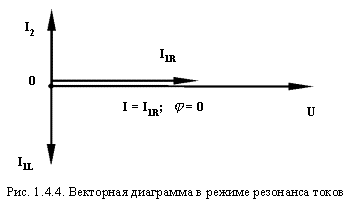 I₂
I₁R
0
I = I₁R; φ = 0
U
I₁L
Рис. 1.4.4. Векторная диаграмма в режиме резонанса токов